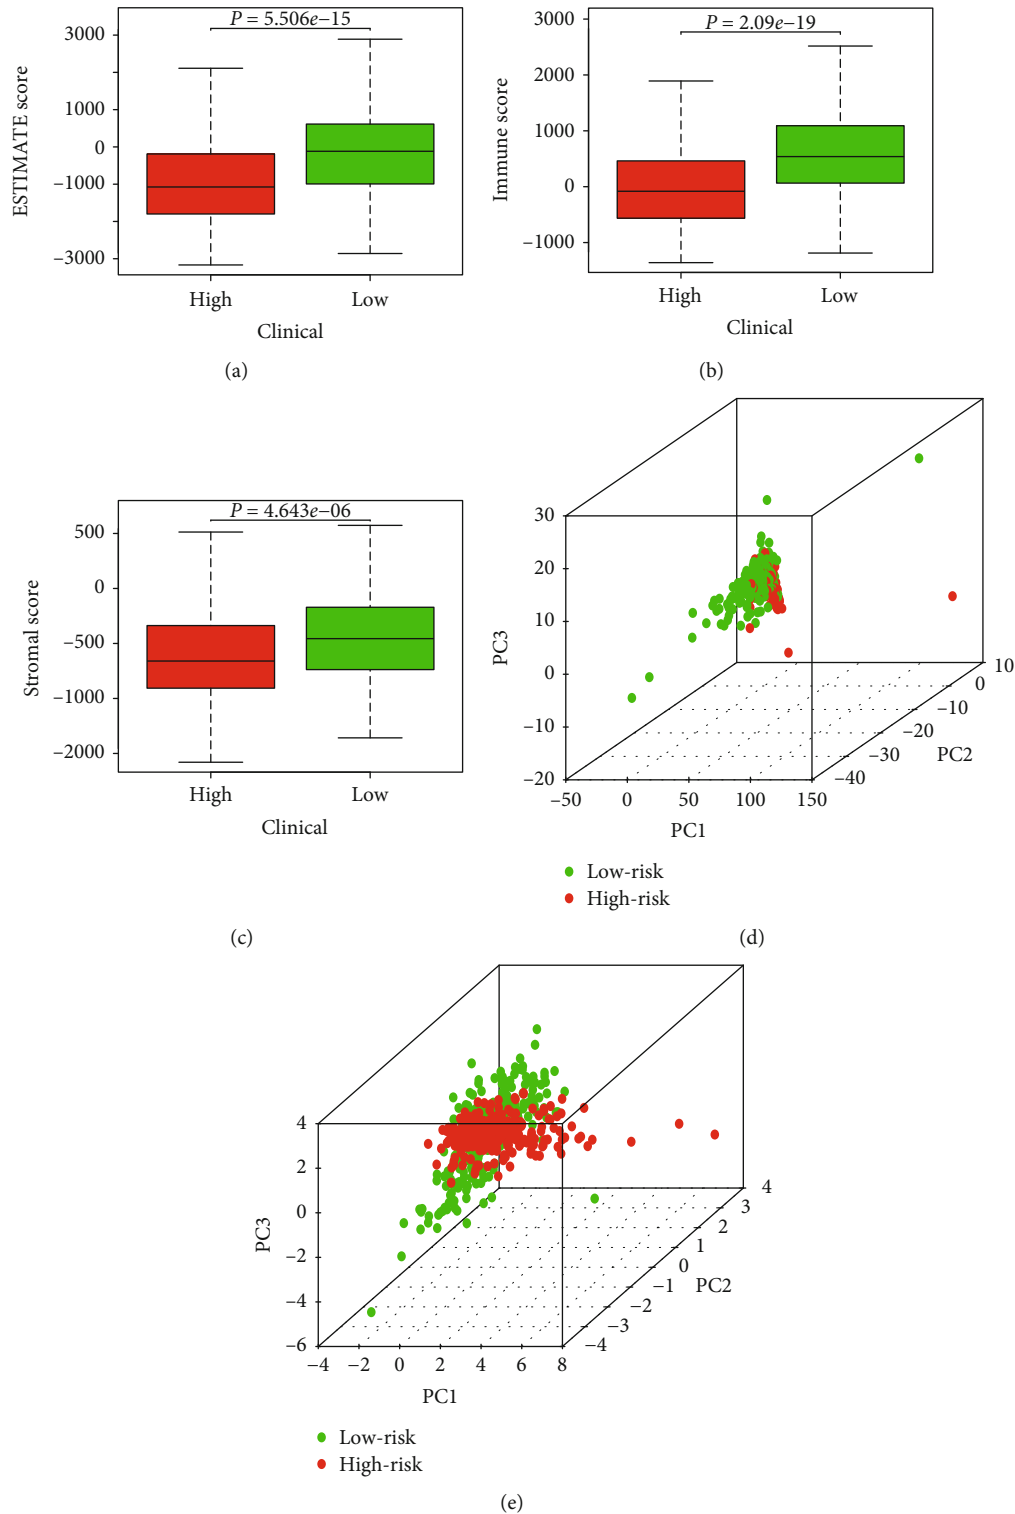 P = 5.506e−15
3000
1000
0
−1000
−3000
ESTIMATE score
High
Low
Clinical
(a)
P = 2.09e−19
3000
2000
1000
0
−1000
Immune score
High
Low
Clinical
(b)
P = 4.643e−06
500
0
−500
−1000
−2000
Stromal score
High
Low
Clinical
(c)
30
20
10
0
−10
−20
PC3
−50
0
50
100
150
PC1
10
0
−10
−20
−30
−40
PC2
Low-risk
High-risk
(d)
4
2
0
−2
−4
−6
PC3
−4
−2
0
2
4
6
8
PC1
4
3
2
1
0
−1
−2
−3
−4
PC2
Low-risk
High-risk
(e)